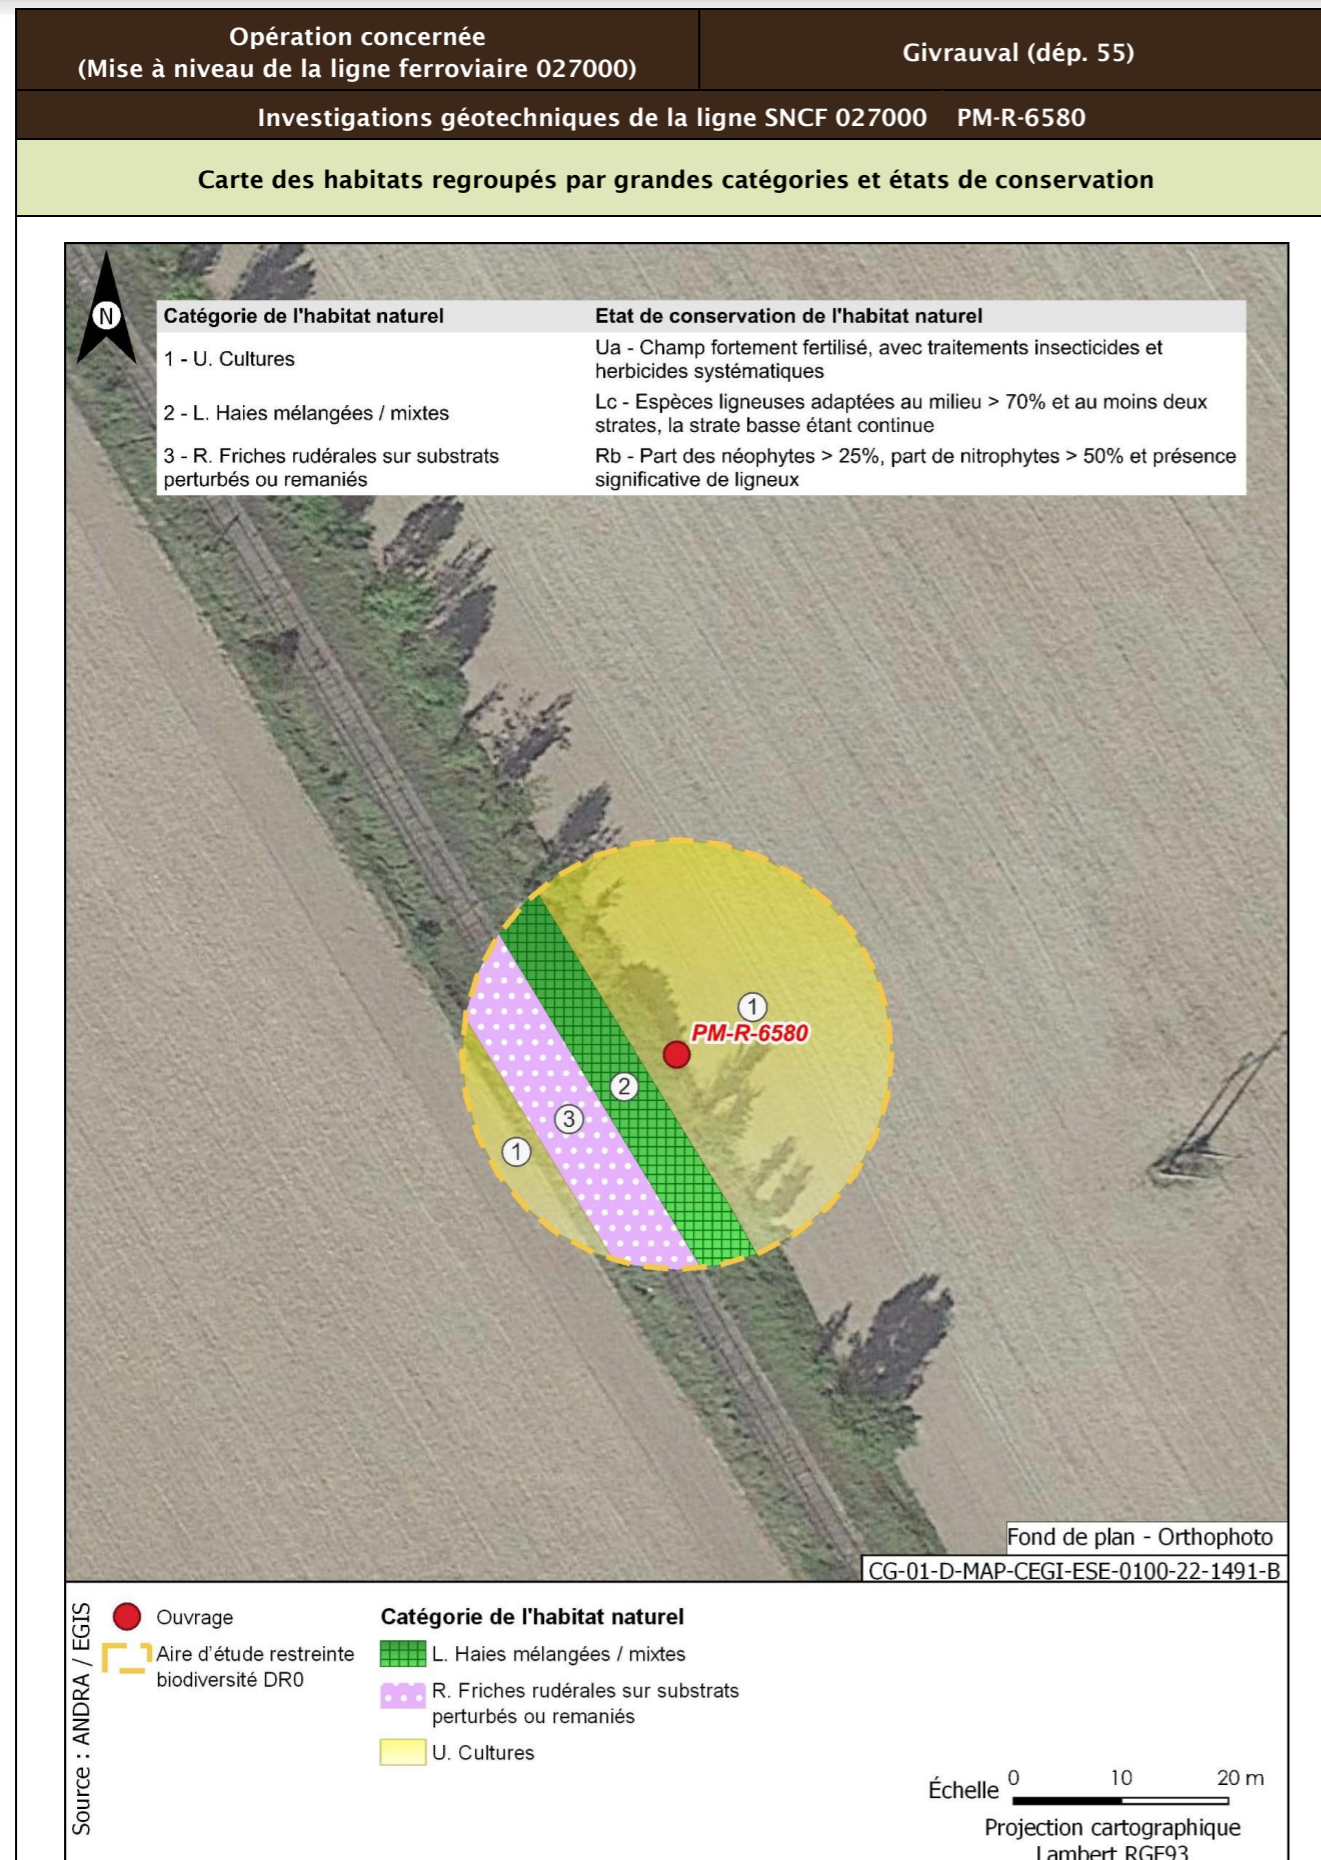 Opération concernée
(Mise à niveau de la ligne ferroviaire 027000)
Givrauval (dép. 55)
Investigations géotechniques de la ligne SNCF 027000 PM-R-6580
Carte des habitats regroupés par grandes catégories et états de conservation
N
Catégorie de l'habitat naturel
Etat de conservation de l'habitat naturel
1 - U. Cultures
Ua - Champ fortement fertilisé, avec traitements insecticides et
herbicides systématiques
2 - L. Haies mélangées / mixtes
Lc - Espèces ligneuses adaptées au milieu > 70% et au moins deux
strates, la strate basse étant continue
3 - R. Friches rudérales sur substrats
perturbés ou remaniés
Rb - Part des néophytes > 25%, part de nitrophytes > 50% et présence
significative de ligneux
1
PM-R-6580
2
3
1
Fond de plan - Orthophoto
CG-01-D-MAP-CEGI-ESE-0100-22-1491-B
Source : ANDRA / EGIS
Ouvrage
Aire d'étude restreinte
biodiversité DR0
Catégorie de l'habitat naturel
L. Haies mélangées / mixtes
R. Friches rudérales sur substrats
perturbés ou remaniés
U. Cultures
Échelle 0 10 20 m
Projection cartographique
Lambert RGF93